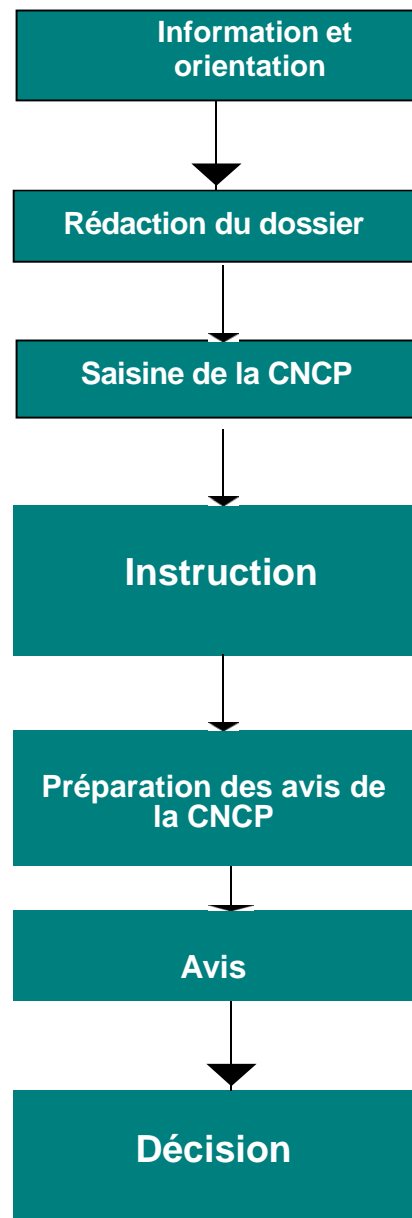 Information et
orientation
Rédaction du dossier
Saisine de la CNCP
Instruction
Préparation des avis de
la CNCP
Avis
Décision